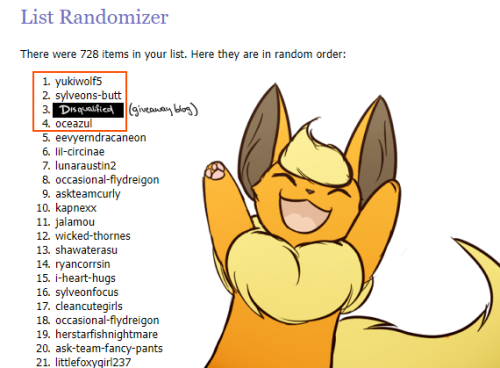 List Randomizer
There were 728 items in your list. Here they are in random order:
1. yukiwolf5
2. sylveons-butt
3. Disqualified (giveaway blog)
4. oceazul
5. eevyerndracaneon
6. lil-circinae
7. lunaraustin2
8. occasional-flydreigon
9. askteamcurly
10. kapnexx
11. jalamou
12. wicked-thornes
13. shawaterasu
14. ryancorrsin
15. i-heart-hugs
16. sylveonfocus
17. cleancutegirls
18. occasional-flydreigon
19. herstarfishnightmare
20. ask-team-fancy-pants
21. littlefoxygirl237